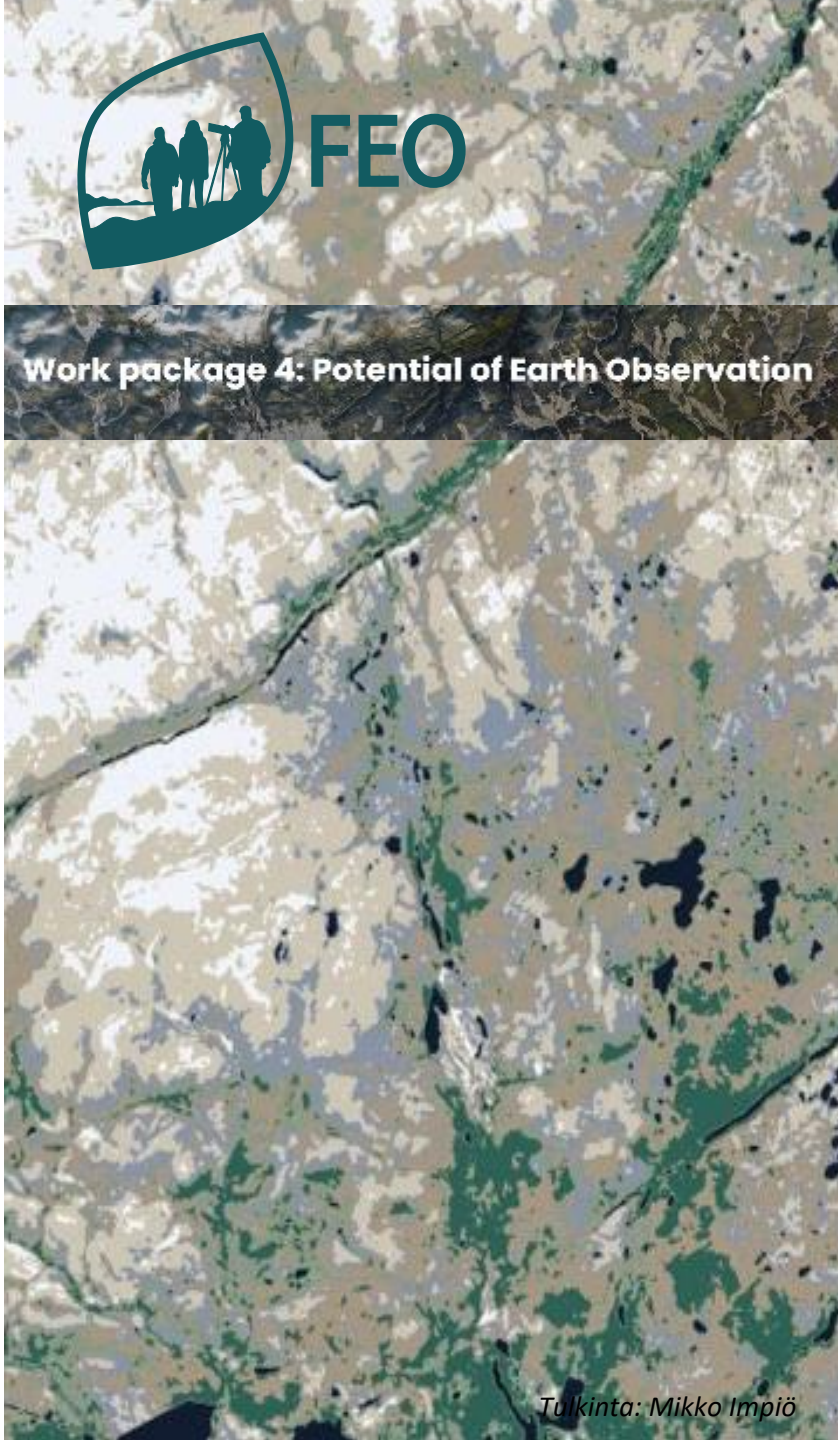 FEO
Work package 4: Potential of Earth Observation
Tulkinta: Mikko Impiö